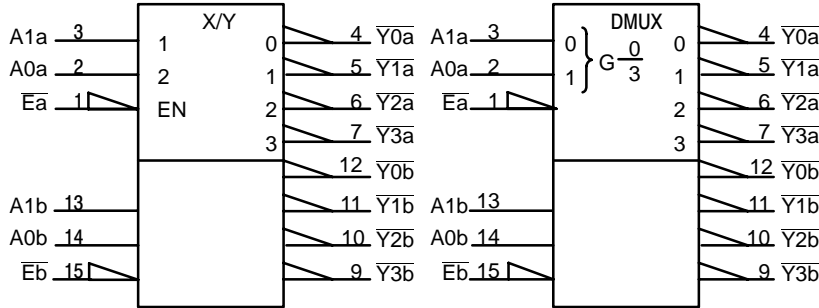 X/Y
A1a 3 1 0 4 Y0a
A0a 2 2 1 5 Y1a
Ea 1 EN 2 6 Y2a
3 7 Y3a
12 Y0b
A1b 13 11 Y1b
A0b 14 10 Y2b
Eb 15 9 Y3b
DMUX
A1a 3 0 } G 0/3 0 4 Y0a
A0a 2 1 1 5 Y1a
Ea 1 2 6 Y2a
3 7 Y3a
12 Y0b
A1b 13 11 Y1b
A0b 14 10 Y2b
Eb 15 9 Y3b